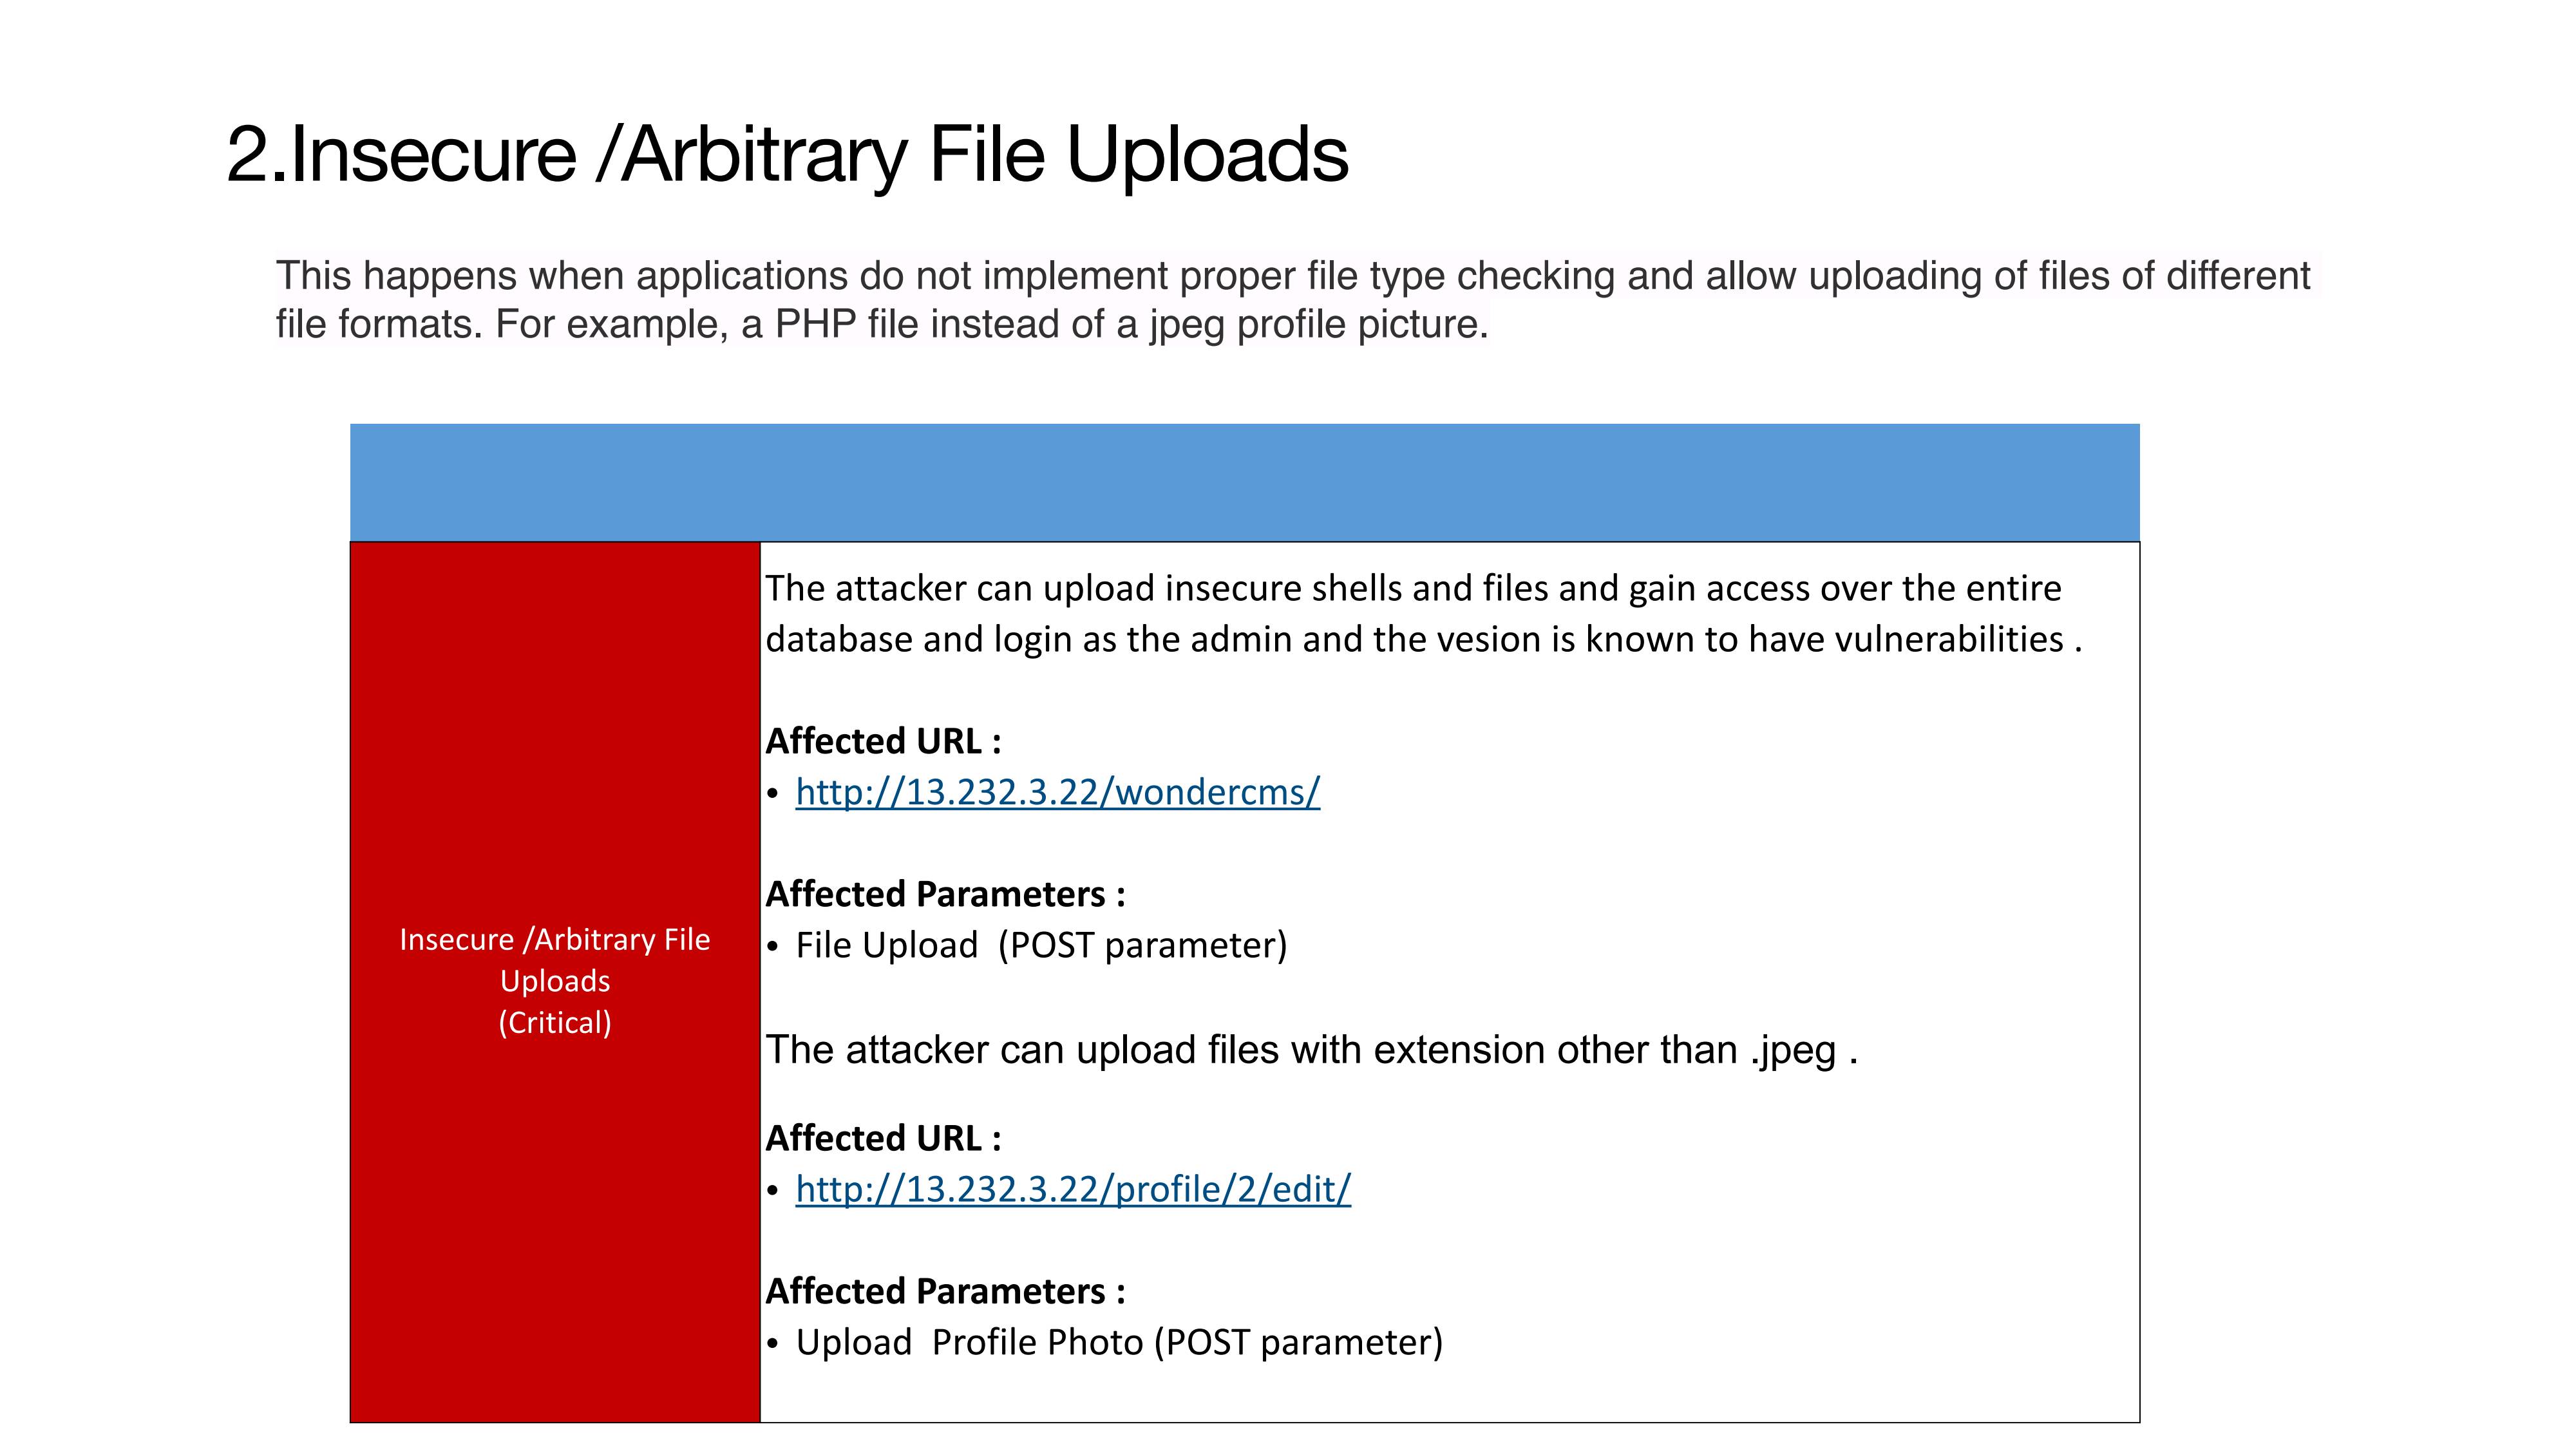 2.Insecure /Arbitrary File Uploads
This happens when applications do not implement proper file type checking and allow uploading of files of different
file formats. For example, a PHP file instead of a jpeg profile picture.
Insecure /Arbitrary File
Uploads
(Critical)
The attacker can upload insecure shells and files and gain access over the entire
database and login as the admin and the vesion is known to have vulnerabilities .
Affected URL :
• http://13.232.3.22/wondercms/
Affected Parameters :
• File Upload  (POST parameter)
The attacker can upload files with extension other than .jpeg .
Affected URL :
• http://13.232.3.22/profile/2/edit/
Affected Parameters :
• Upload  Profile Photo (POST parameter)